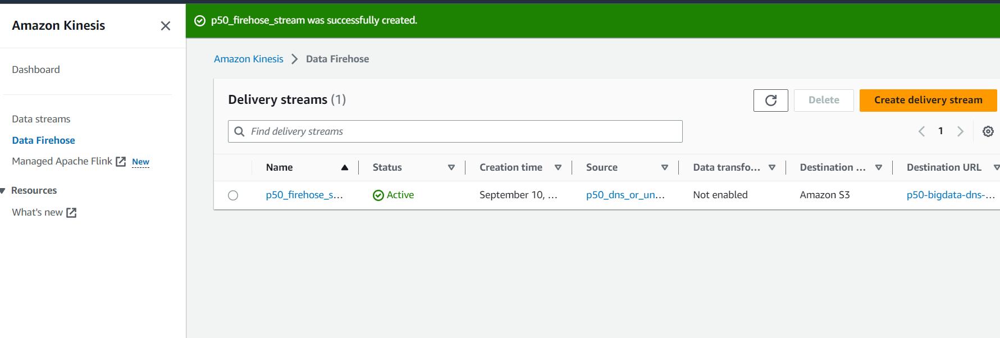 Amazon Kinesis
Dashboard
Data streams
Data Firehose
Managed Apache Flink New
Resources
What's new
p50_firehose_stream was successfully created.
Amazon Kinesis Data Firehose
Delivery streams (1)
Delete
Create delivery stream
Find delivery streams
1
Name Status Creation time Source Data transfo... Destination ... Destination URL
p50_firehose_s... Active September 10, ... p50_dns_or_un... Not enabled Amazon S3 p50-bigdata-dns-...